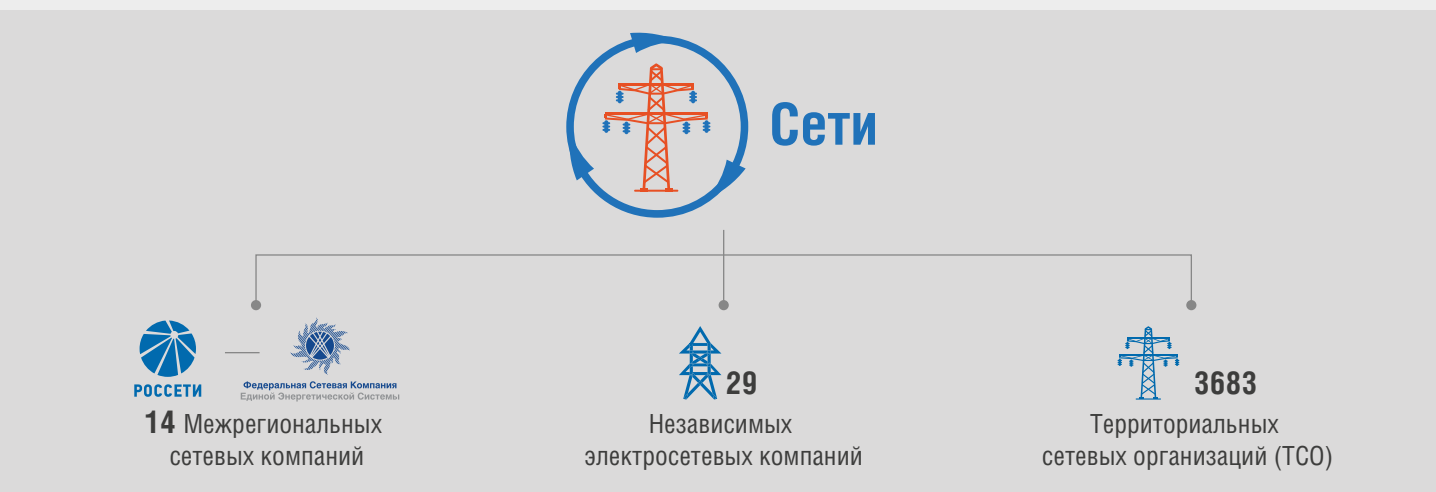 Сети
РОССЕТИ
Федеральная Сетевая Компания
Единой Энергетической Системы
14 Межрегиональных
сетевых компаний
29
Независимых
электросетевых компаний
3683
Территориальных
сетевых организаций (ТСО)